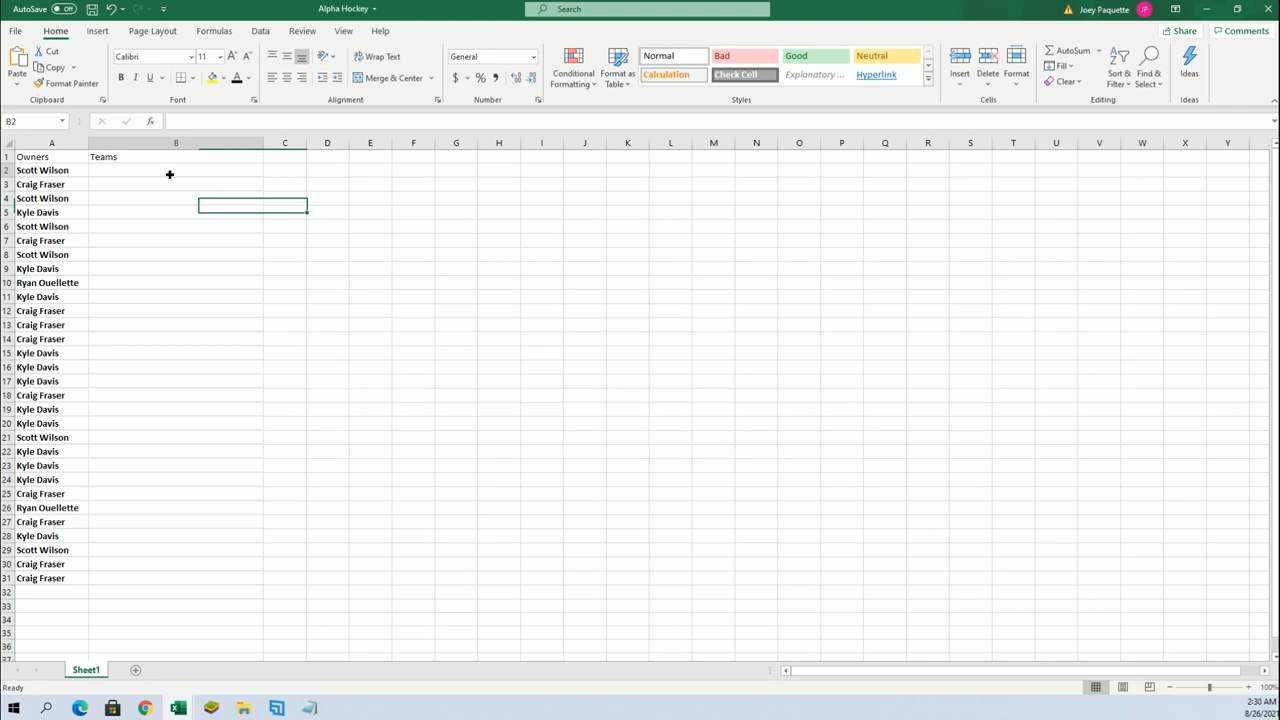 AutoSave Off Alpha Hockey Search Joey Paquette JP
File Home Insert Page Layout Formulas Data Review View Help Share Comments
Paste Cut Copy Format Painter Clipboard
Calibri 11 A A B I U A Font
Wrap Text Merge & Center Alignment
General $ % , Number
Conditional Formatting Format as Table
Normal Bad Good Neutral
Calculation Check Cell Explanatory ... Hyperlink
Styles
Insert Delete Format Cells
AutoSum Fill Clear Sort & Filter Find & Select Editing
Ideas Ideas
B2 fx
A B C D E F G H I J K L M N O P Q R S T U V W X Y
1 Owners Teams
2 Scott Wilson
3 Craig Fraser
4 Scott Wilson
5 Kyle Davis
6 Scott Wilson
7 Craig Fraser
8 Scott Wilson
9 Kyle Davis
10 Ryan Ouellette
11 Kyle Davis
12 Craig Fraser
13 Craig Fraser
14 Craig Fraser
15 Kyle Davis
16 Kyle Davis
17 Kyle Davis
18 Craig Fraser
19 Kyle Davis
20 Kyle Davis
21 Scott Wilson
22 Kyle Davis
23 Kyle Davis
24 Kyle Davis
25 Craig Fraser
26 Ryan Ouellette
27 Craig Fraser
28 Kyle Davis
29 Scott Wilson
30 Craig Fraser
31 Craig Fraser
32
33
34
35
36
37
Sheet1
Ready 100%
2:30 AM